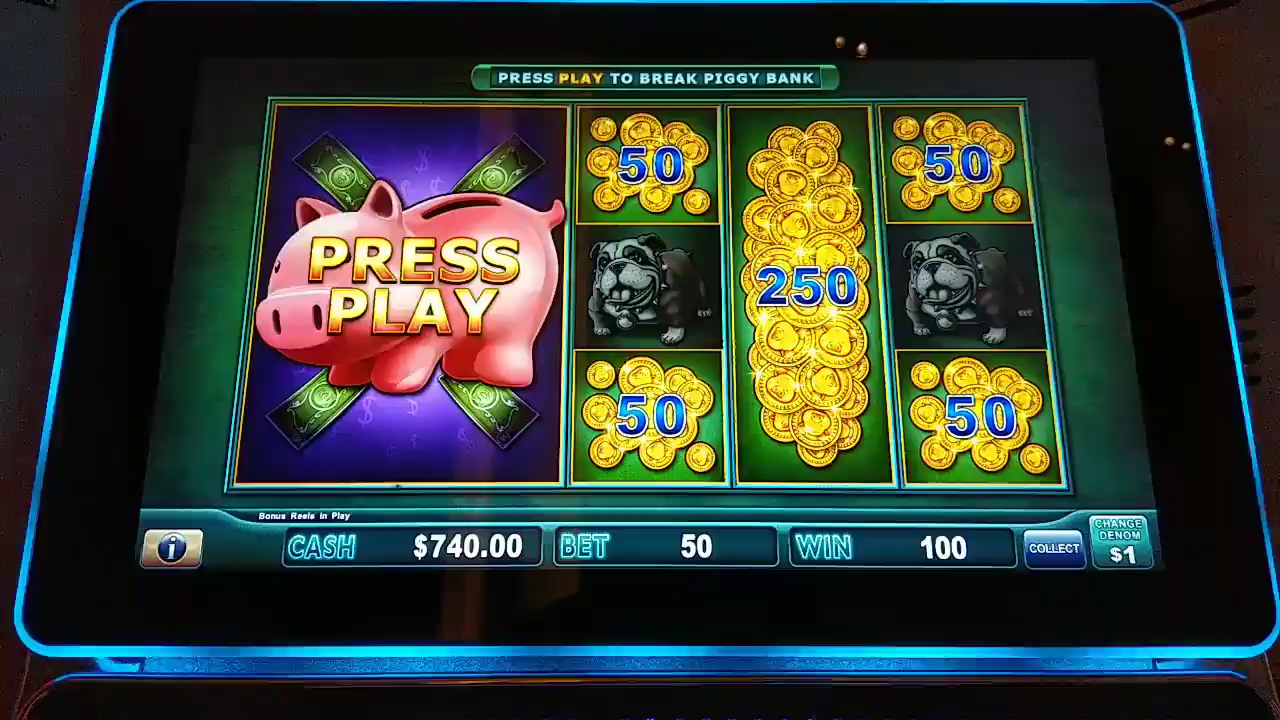 PRESS PLAY TO BREAK PIGGY BANK
50
50
PRESS
PLAY
250
50
50
Bonus Reels In Play
i
CASH $740.00
BET 50
WIN 100
COLLECT
CHANGE
DENOM
$1